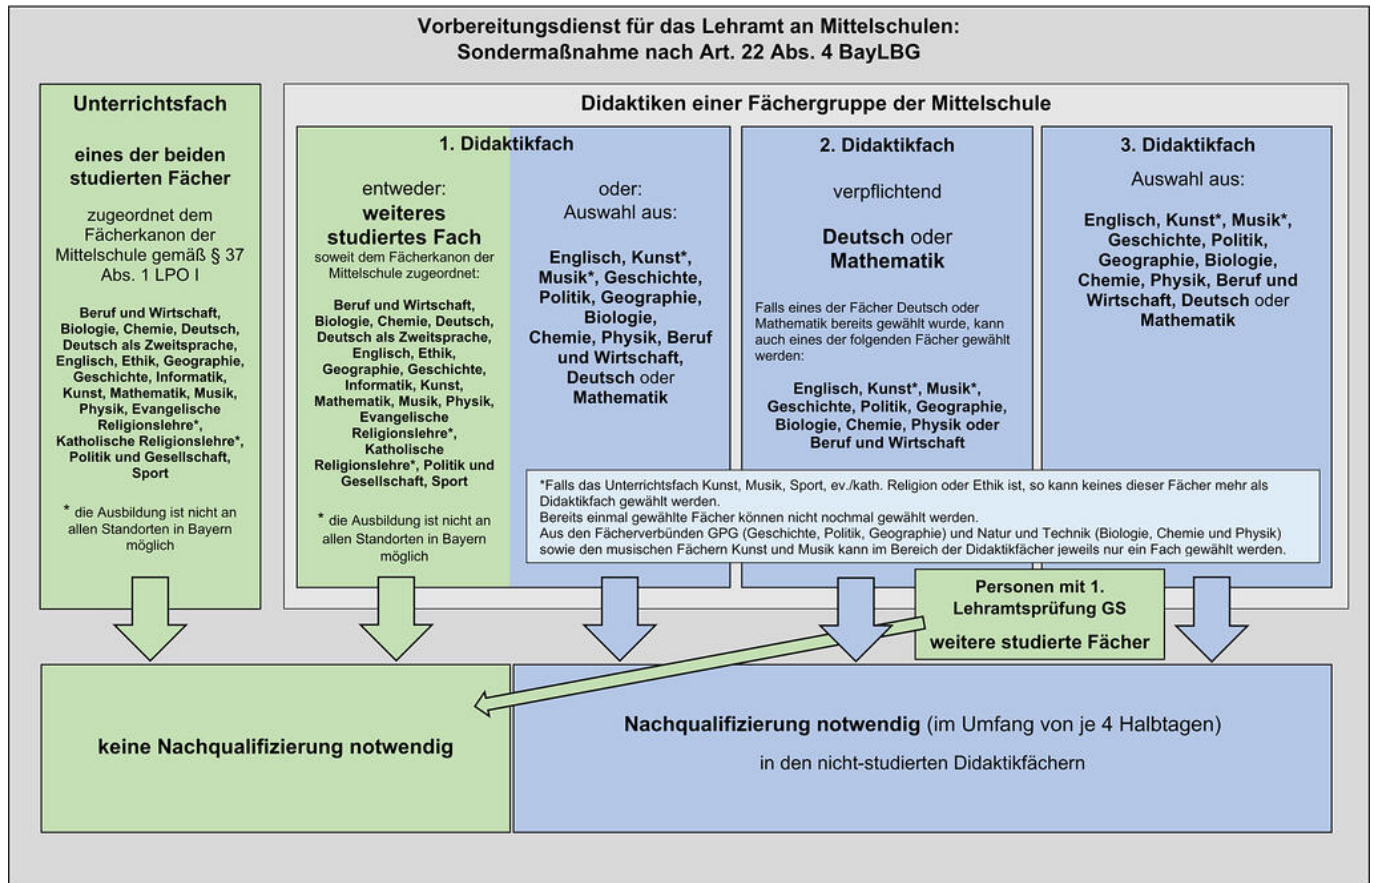 Vorbereitungsdienst für das Lehramt an Mittelschulen:
Sondermaßnahme nach Art. 22 Abs. 4 BayLBG
Unterrichtsfach
eines der beiden
studierten Fächer
zugeordnet dem
Fächerkanon der
Mittelschule gemäß § 37
Abs. 1 LPO I
Beruf und Wirtschaft,
Biologie, Chemie, Deutsch,
Deutsch als Zweitsprache,
Englisch, Ethik, Geographie,
Geschichte, Informatik,
Kunst, Mathematik, Musik,
Physik, Evangelische
Religionslehre*,
Katholische Religionslehre*,
Politik und Gesellschaft,
Sport
* die Ausbildung ist nicht an
allen Standorten in Bayern
möglich
Didaktiken einer Fächergruppe der Mittelschule
1. Didaktikfach
entweder:
weiteres
studiertes Fach
soweit dem Fächerkanon der
Mittelschule zugeordnet:
Beruf und Wirtschaft,
Biologie, Chemie, Deutsch,
Deutsch als Zweitsprache,
Englisch, Ethik,
Geographie, Geschichte,
Informatik, Kunst,
Mathematik, Musik, Physik,
Evangelische
Religionslehre*,
Katholische
Religionslehre*, Politik und
Gesellschaft, Sport
* die Ausbildung ist nicht an
allen Standorten in Bayern
möglich
oder:
Auswahl aus:
Englisch, Kunst*,
Musik*, Geschichte,
Politik, Geographie,
Biologie,
Chemie, Physik, Beruf
und Wirtschaft,
Deutsch oder
Mathematik
2. Didaktikfach
verpflichtend
Deutsch oder
Mathematik
Falls eines der Fächer Deutsch oder
Mathematik bereits gewählt wurde, kann
auch eines der folgenden Fächer gewählt
werden:
Englisch, Kunst*, Musik*,
Geschichte, Politik, Geographie,
Biologie, Chemie, Physik oder
Beruf und Wirtschaft
3. Didaktikfach
Auswahl aus:
Englisch, Kunst*, Musik*,
Geschichte, Politik,
Geographie, Biologie,
Chemie, Physik, Beruf und
Wirtschaft, Deutsch oder
Mathematik
*Falls das Unterrichtsfach Kunst, Musik, Sport, ev./kath. Religion oder Ethik ist, so kann keines dieser Fächer mehr als
Didaktikfach gewählt werden.
Bereits einmal gewählte Fächer können nicht nochmal gewählt werden.
Aus den Fächerverbünden GPG (Geschichte, Politik, Geographie) und Natur und Technik (Biologie, Chemie und Physik)
sowie den musischen Fächern Kunst und Musik kann im Bereich der Didaktikfächer jeweils nur ein Fach gewählt werden.
Personen mit 1.
Lehramtsprüfung GS
weitere studierte Fächer
keine Nachqualifizierung notwendig
Nachqualifizierung notwendig (im Umfang von je 4 Halbtagen)
in den nicht-studierten Didaktikfächern